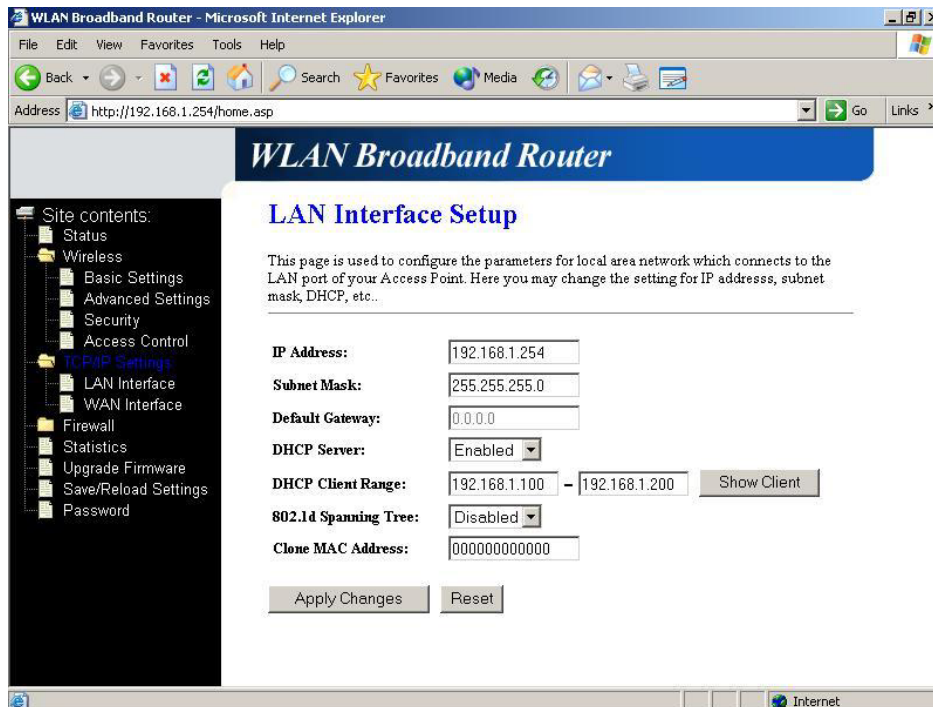 WLAN Broadband Router - Microsoft Internet Explorer
File Edit View Favorites Tools Help
Back Search Favorites Media
Address http://192.168.1.254/home.asp Go Links
WLAN Broadband Router
Site contents:
Status
Wireless
Basic Settings
Advanced Settings
Security
Access Control
TCP/IP Settings
LAN Interface
WAN Interface
Firewall
Statistics
Upgrade Firmware
Save/Reload Settings
Password
LAN Interface Setup
This page is used to configure the parameters for local area network which connects to the
LAN port of your Access Point. Here you may change the setting for IP addresss, subnet
mask, DHCP, etc..
IP Address: 192.168.1.254
Subnet Mask: 255.255.255.0
Default Gateway: 0.0.0.0
DHCP Server: Enabled
DHCP Client Range: 192.168.1.100 – 192.168.1.200 Show Client
802.1d Spanning Tree: Disabled
Clone MAC Address: 000000000000
Apply Changes Reset
Internet